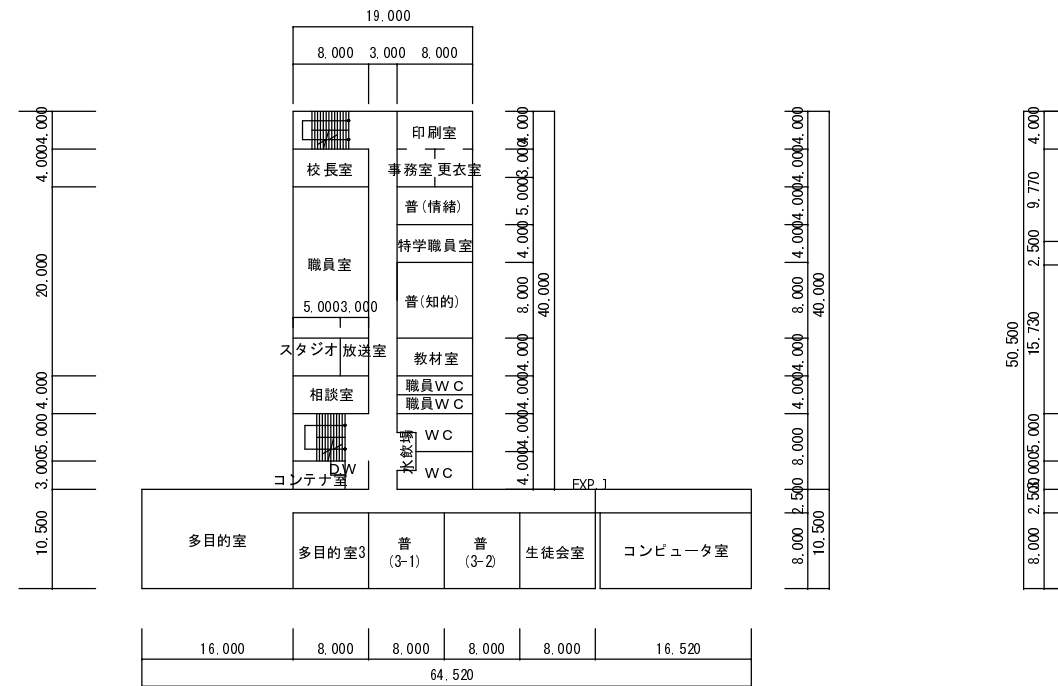 19.000
8.000 3.000 8.000
印刷室
校長室
事務室 更衣室
普(情緒)
特学職員室
職員室
普(知的)
5.000 3.000
スタジオ 放送室
教材室
相談室
職員WC
職員WC
WC
水飲場
WC
DW
コンテナ室
EXP.J
多目的室
多目的室3
普
(3-1)
普
(3-2)
生徒会室
コンピュータ室
4.000
4.000
20.000
4.000
5.000
3.000
10.500
4.000
3.000
5.000
4.000
8.000
4.000
4.000
4.000
4.000
40.000
4.000
4.000
4.000
4.000
8.000
4.000
4.000
8.000
2.500
8.000
40.000
10.500
4.000
9.770
2.500
15.730
5.000
3.000
2.500
8.000
50.500
16.000 8.000 8.000 8.000 8.000 16.520
64.520